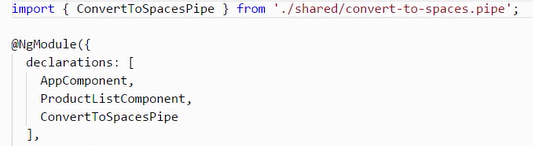 import { ConvertToSpacesPipe } from './shared/convert-to-spaces.pipe';
@NgModule({
declarations: [
AppComponent,
ProductListComponent,
ConvertToSpacesPipe
],